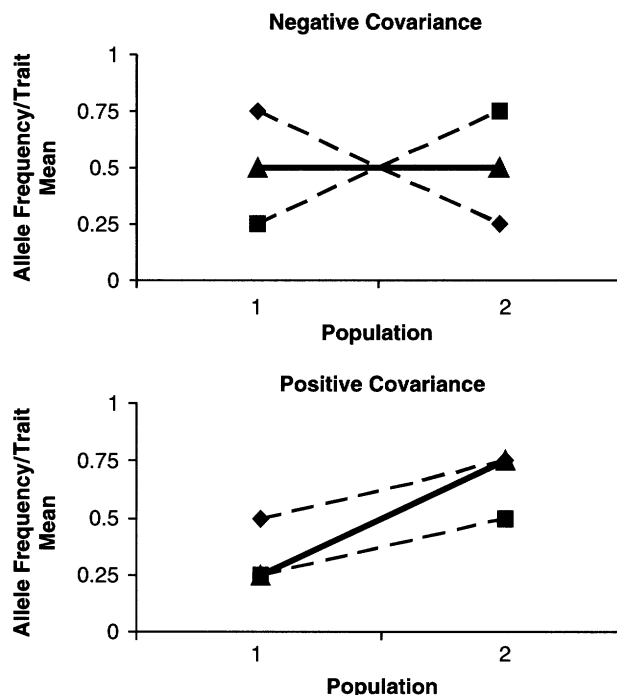 Negative Covariance
1
0.75
0.5
0.25
0
Allele Frequency/Trait
Mean
1 2
Population
Positive Covariance
1
0.75
0.5
0.25
0
Allele Frequency/Trait
Mean
1 2
Population